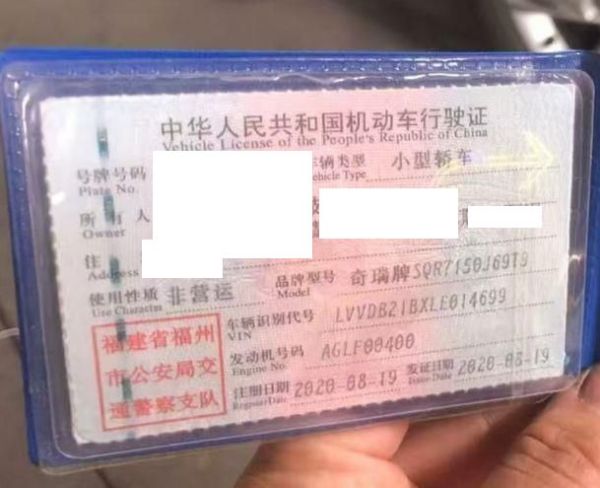 中华人民共和国机动车行驶证
Vehicle License of the People's Republic of China
号牌号码
Plate No.
车辆类型 小型轿车
Vehicle Type
所有人
Owner
住
Address
使用性质 非营运
Use Character
品牌型号 奇瑞牌SQR7150J69T9
Model
福建省福州
市公安局交
通警察支队
车辆识别代号 LVVDB21BXLE014699
VIN
发动机号码 AGLF00400
Engine No.
注册日期 2020-08-19
Register Date
发证日期 2020-08-19
Issue Date